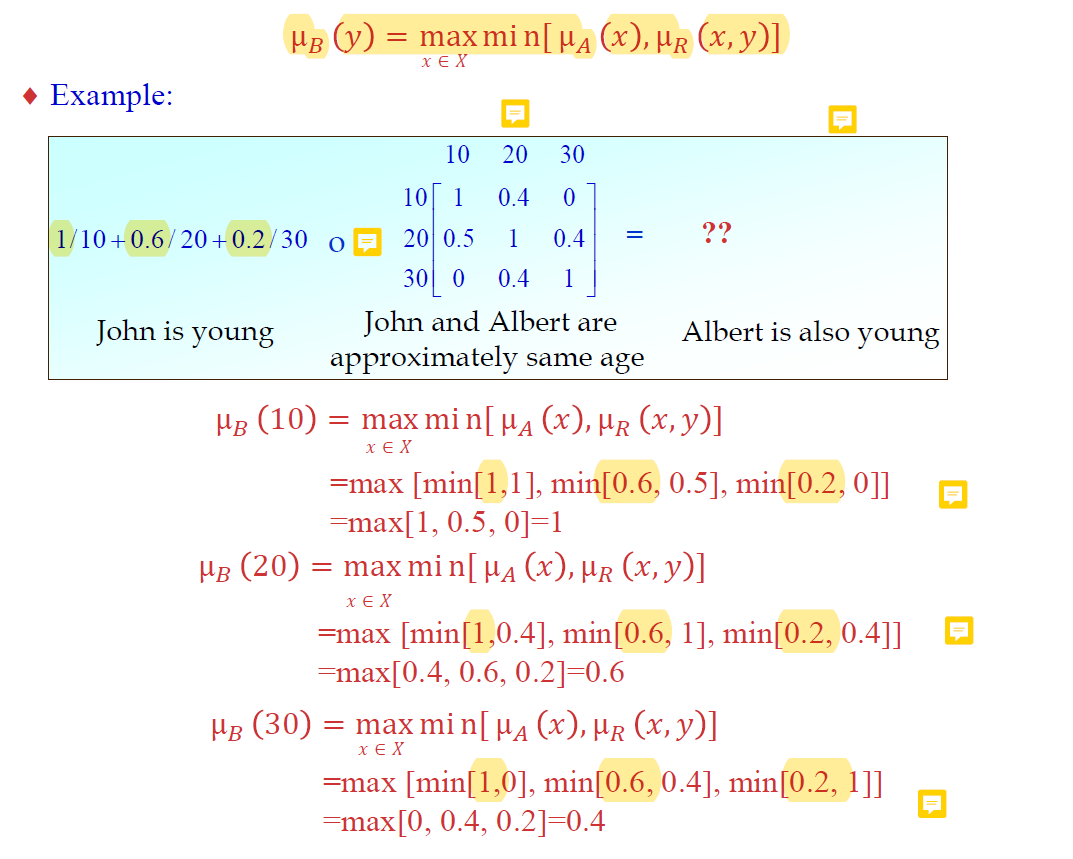 μB (y) = max min[ μA (x), μR (x, y)]
x ∈ X
♦ Example:
10 20 30
10 1 0.4 0
1/10+0.6/20+0.2/30 o 20 0.5 1 0.4 = ??
30 0 0.4 1
John is young
John and Albert are
approximately same age
Albert is also young
μB (10) = max min[ μA (x), μR (x, y)]
x ∈ X
=max [min[1,1], min[0.6, 0.5], min[0.2, 0]]
=max[1, 0.5, 0]=1
μB (20) = max min[ μA (x), μR (x, y)]
x ∈ X
=max [min[1,0.4], min[0.6, 1], min[0.2, 0.4]]
=max[0.4, 0.6, 0.2]=0.6
μB (30) = max min[ μA (x), μR (x, y)]
x ∈ X
=max [min[1,0], min[0.6, 0.4], min[0.2, 1]]
=max[0, 0.4, 0.2]=0.4